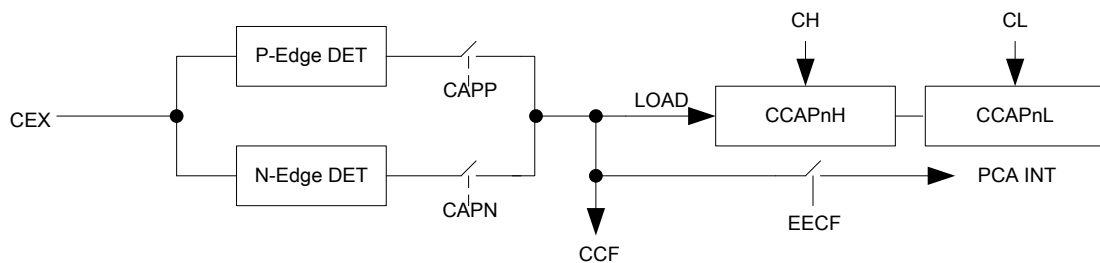 CH
CL
P-Edge DET
CAPP
CEX
LOAD
CCAPnH
CCAPnL
N-Edge DET
CAPN
PCA INT
EECF
CCF